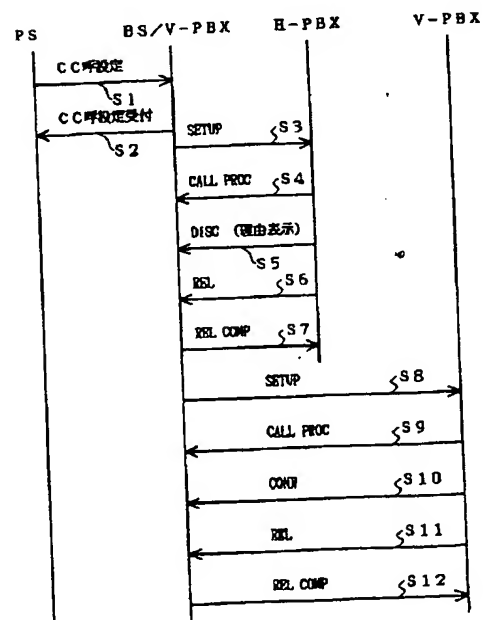 PS
BS/V-PBX
H-PBX
V-PBX
CC呼設定
S1
CC呼設定受付
S2
SETUP
S3
CALL PROC
S4
DISC (理由表示)
S5
REL
S6
REL COMP
S7
SETUP
S8
CALL PROC
S9
CONN
S10
REL
S11
REL COMP
S12